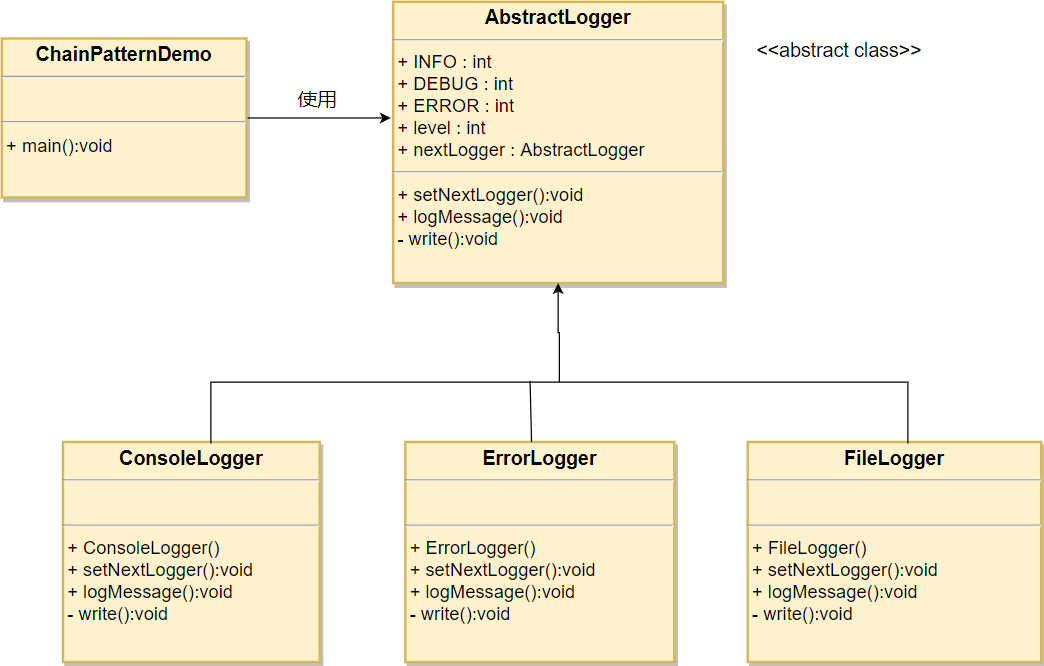 ChainPatternDemo
+ main():void
使用
AbstractLogger
+ INFO : int
+ DEBUG : int
+ ERROR : int
+ level : int
+ nextLogger : AbstractLogger
+ setNextLogger():void
+ logMessage():void
- write():void
<<abstract class>>
ConsoleLogger
+ ConsoleLogger()
+ setNextLogger():void
+ logMessage():void
- write():void
ErrorLogger
+ ErrorLogger()
+ setNextLogger():void
+ logMessage():void
- write():void
FileLogger
+ FileLogger()
+ setNextLogger():void
+ logMessage():void
- write():void